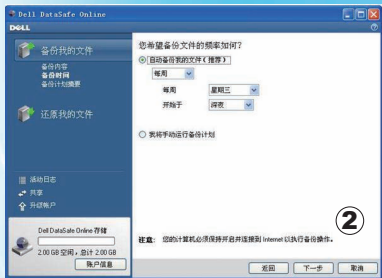 Dell DataSafe Online
DELL
备份我的文件
备份内容
备份时间
备份计划摘要
还原我的文件
活动日志
共享
升级帐户
Dell DataSafe Online 存储
2.00 GB 空闲，总计 2.00 GB
账户信息
您希望备份文件的频率如何?
自动备份我的文件(推荐)
每周
每周 星期三
开始于 深夜
我将手动运行备份计划
2
注意: 您的计算机必须保持开启并连接到 Internet 以执行备份操作。
返回 下一步 取消